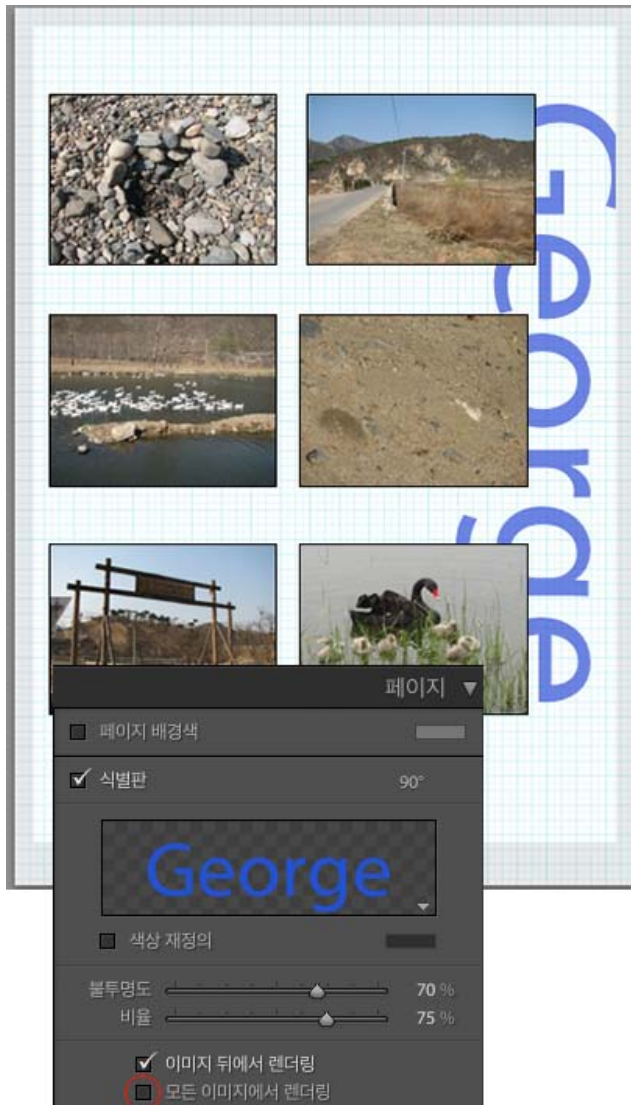 George
페이지 ▼
페이지 배경색
식별판 90°
George
색상 재정의
불투명도 70 %
비율 75 %
이미지 뒤에서 렌더링
모든 이미지에서 렌더링